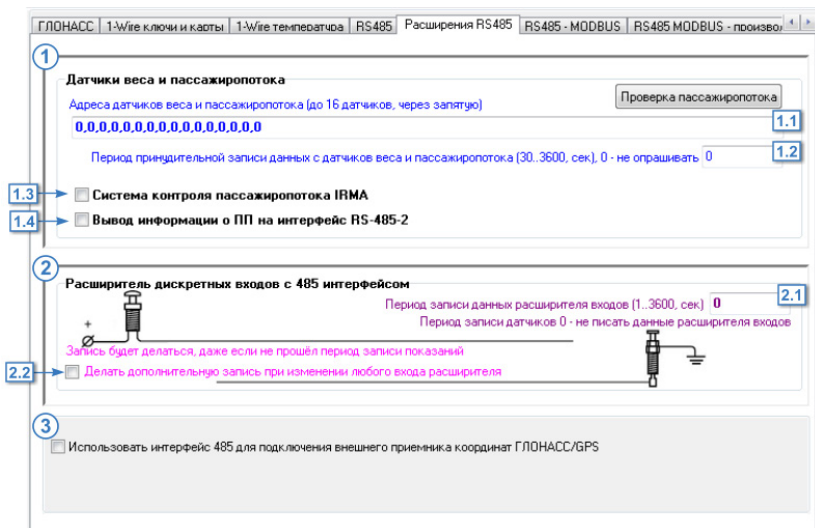 ГЛОНАСС 1-Wire ключи и карты 1-Wire температура RS485 Расширения RS485 RS485 - MODBUS RS485 MODBUS - произво
1
Датчики веса и пассажиропотока
Проверка пассажиропотока
Адреса датчиков веса и пассажиропотока (до 16 датчиков, через запятую)
0,0,0,0,0,0,0,0,0,0,0,0,0,0,0,0
1.1
Период принудительной записи данных с датчиков веса и пассажиропотока (30..3600, сек), 0 - не опрашивать 0
1.2
1.3 Система контроля пассажиропотока IRMA
1.4 Вывод информации о ПП на интерфейс RS-485-2
2
Расширитель дискретных входов с 485 интерфейсом
Период записи данных расширителя входов (1..3600, сек) 0
2.1
Период записи датчиков 0 - не писать данные расширителя входов
+
Запись будет делаться, даже если не прошёл период записи показаний
2.2 Делать дополнительную запись при изменении любого входа расширителя
3
Использовать интерфейс 485 для подключения внешнего приемника координат ГЛОНАСС/GPS